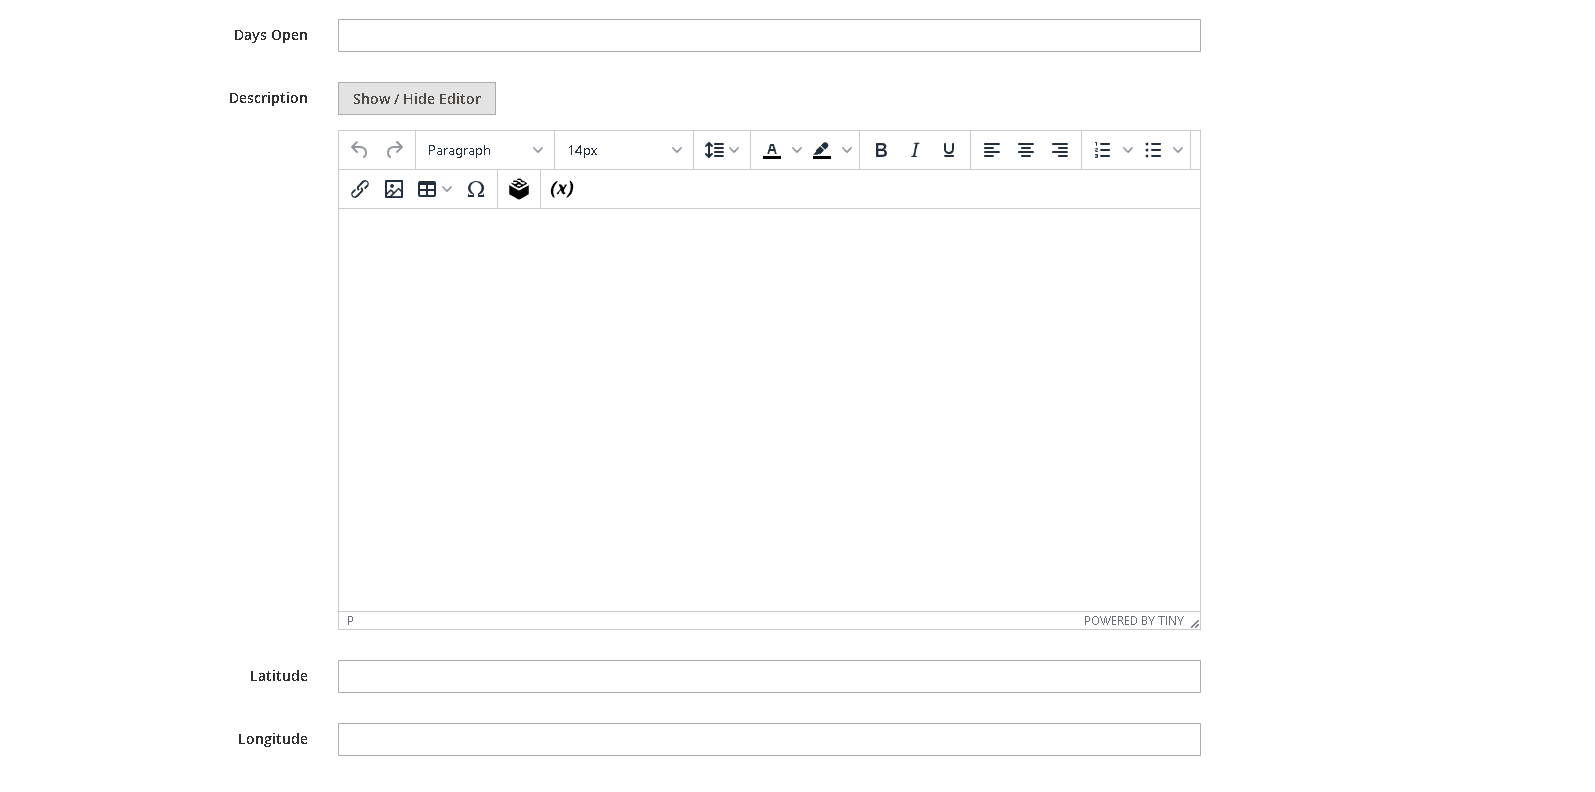 Days Open
Description
Show / Hide Editor
Paragraph
14px
A
B I U
Ω
(x)
P
POWERED BY TINY
Latitude
Longitude